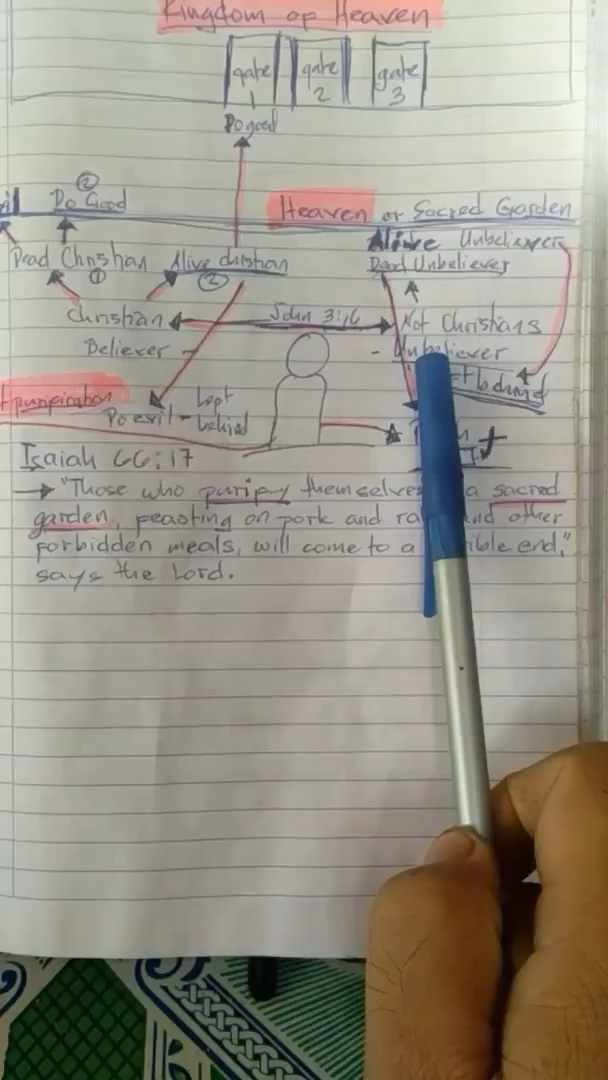 Kingdom of Heaven
gate 1 gate 2 gate 3
Do good
②
Do Good
Heaven or Sacred Garden
Alive Unbeliever
Dead Christian Alive Christian Dead Unbeliever
① ②
Christian John 3:16 Not Christians
Believer - - Unbeliever
purification Left
Do evil - behind
Isaiah 66:17
"Those who purify themselves a sacred
garden, feasting on pork and and other
forbidden meals, will come to a end,"
says the Lord.